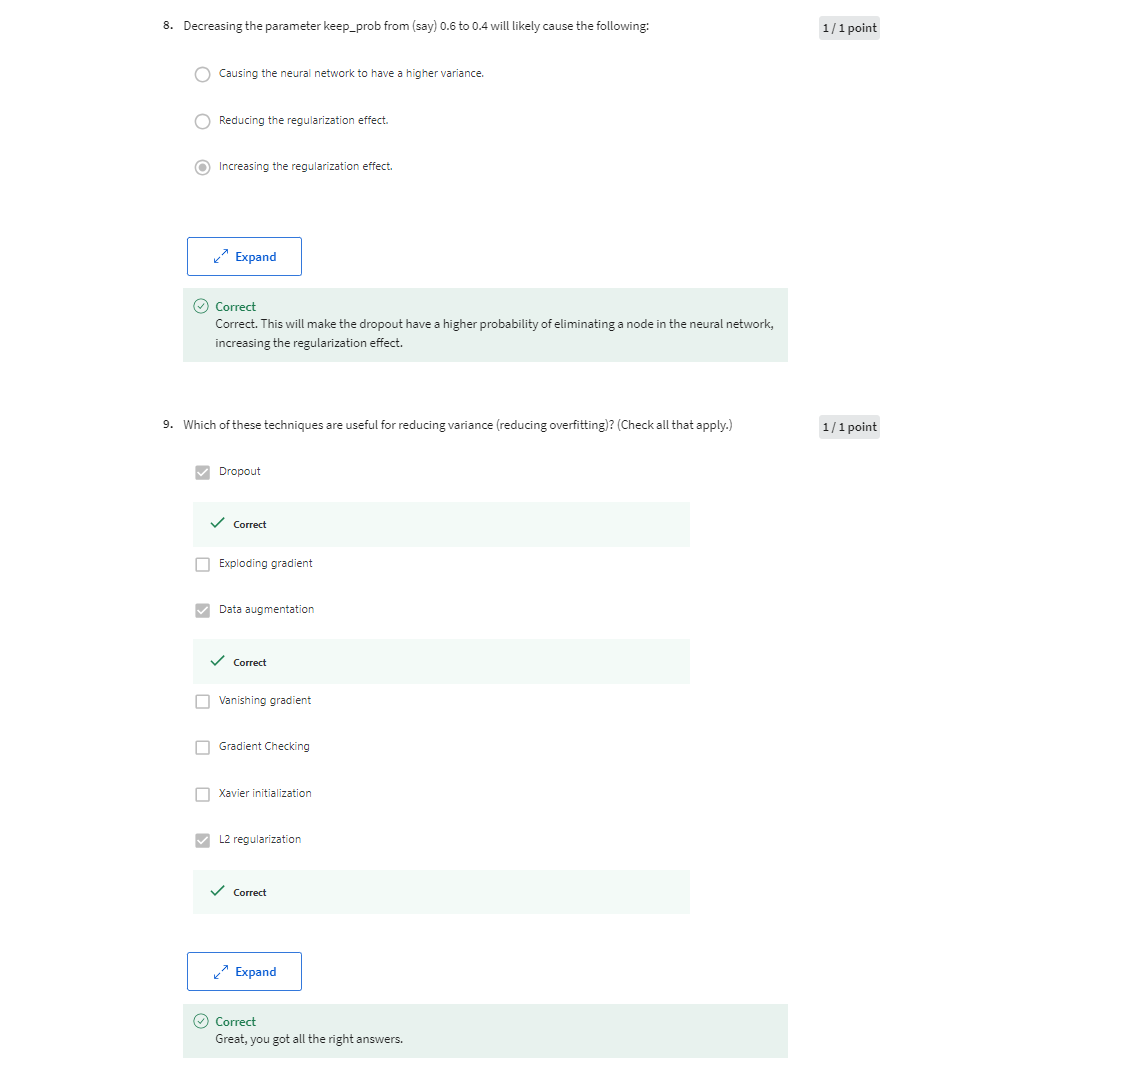 8. Decreasing the parameter keep_prob from (say) 0.6 to 0.4 will likely cause the following:
1 / 1 point
Causing the neural network to have a higher variance.
Reducing the regularization effect.
Increasing the regularization effect.
Expand
Correct
Correct. This will make the dropout have a higher probability of eliminating a node in the neural network,
increasing the regularization effect.
9. Which of these techniques are useful for reducing variance (reducing overfitting)? (Check all that apply.)
1 / 1 point
Dropout
Correct
Exploding gradient
Data augmentation
Correct
Vanishing gradient
Gradient Checking
Xavier initialization
L2 regularization
Correct
Expand
Correct
Great, you got all the right answers.